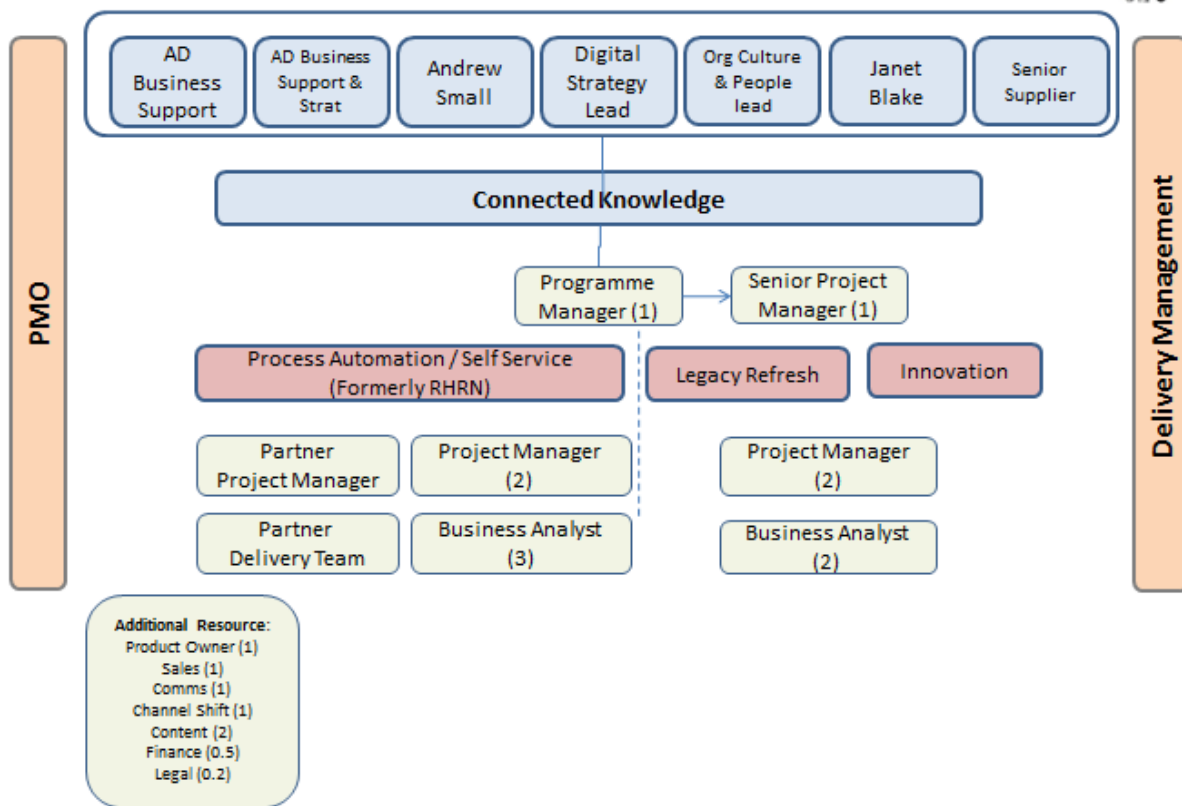 AD
Business
Support
AD Business
Support &
Strat
Andrew
Small
Digital
Strategy
Lead
Org Culture
& People
lead
Janet
Blake
Senior
Supplier
PMO
Delivery Management
Connected Knowledge
Programme
Manager (1)
Senior Project
Manager (1)
Process Automation / Self Service
(Formerly RHRN)
Legacy Refresh
Innovation
Partner
Project Manager
Project Manager
(2)
Project Manager
(2)
Partner
Delivery Team
Business Analyst
(3)
Business Analyst
(2)
Additional Resource:
Product Owner (1)
Sales (1)
Comms (1)
Channel Shift (1)
Content (2)
Finance (0.5)
Legal (0.2)